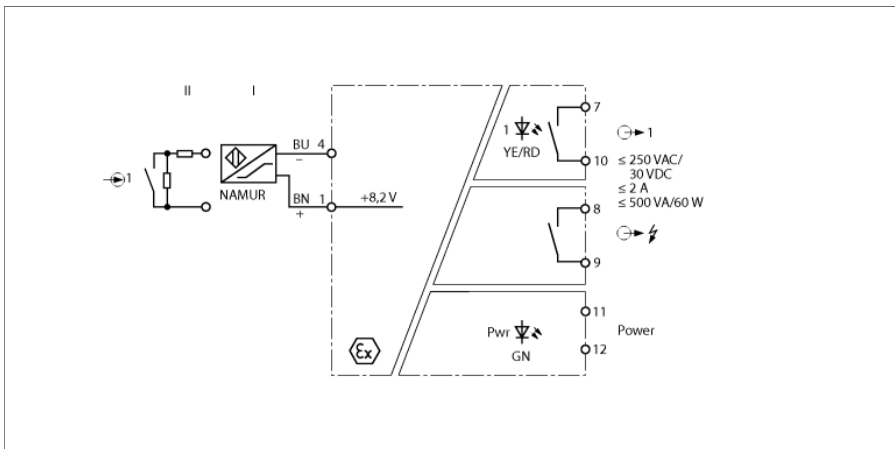 II I
1
NAMUR
BU 4
–
BN 1
+
+8,2 V
Ex
1
YE/RD
7
10
1
≤ 250 VAC/
30 VDC
≤ 2 A
≤ 500 VA/60 W
8
9
Pwr
GN
11
12
Power